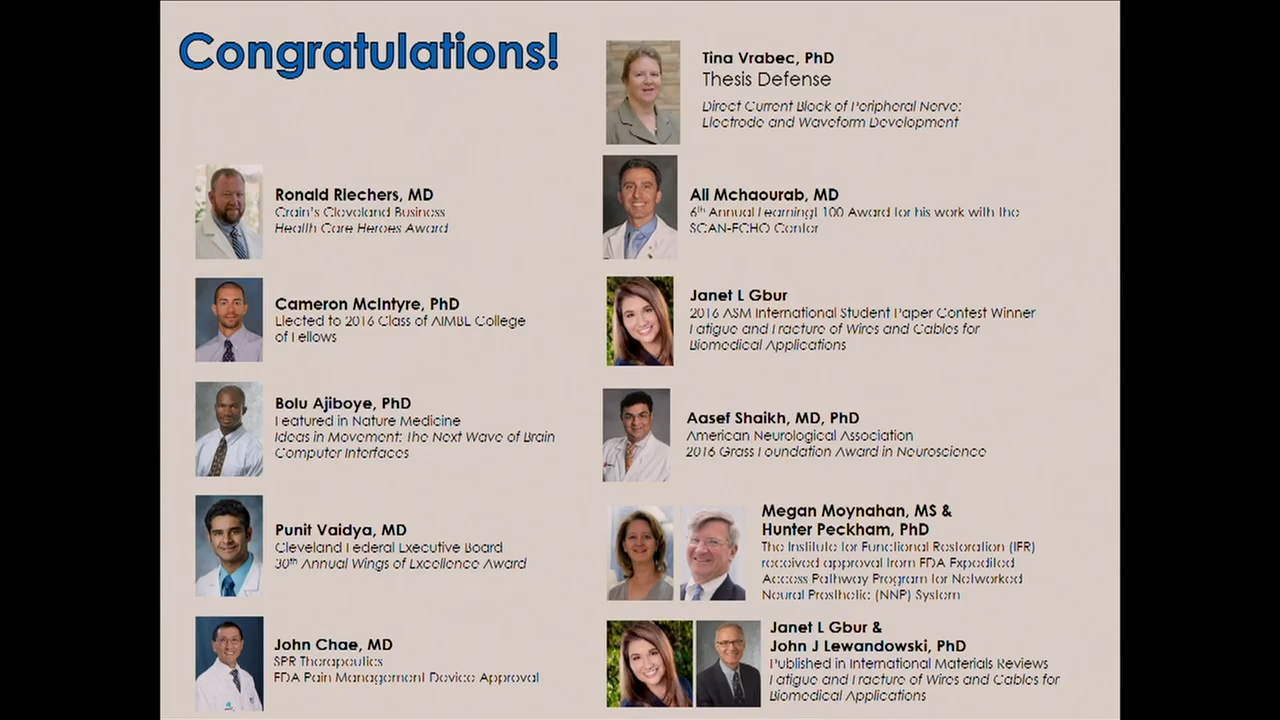 Congratulations!
Ronald Riechers, MD
Crain's Cleveland Business
Health Care Heroes Award
Cameron McIntyre, PhD
Elected to 2016 Class of AIMBE College
of Fellows
Bolu Ajiboye, PhD
Featured in Nature Medicine
Ideas in Movement: The Next Wave of Brain
Computer Interfaces
Punit Vaidya, MD
Cleveland Federal Executive Board
30th Annual Wings of Excellence Award
John Chae, MD
SPR Therapeutics
FDA Pain Management Device Approval
Tina Vrabec, PhD
Thesis Defense
Direct Current Block of Peripheral Nerve:
Electrode and Waveform Development
Ali Mchaourab, MD
6th Annual Learning! 100 Award for his work with the
SCAN-ECHO Center
Janet L Gbur
2016 ASM International Student Paper Contest Winner
Fatigue and Fracture of Wires and Cables for
Biomedical Applications
Aasef Shaikh, MD, PhD
American Neurological Association
2016 Grass Foundation Award in Neuroscience
Megan Moynahan, MS &
Hunter Peckham, PhD
The Institute for Functional Restoration (IFR)
received approval from FDA Expedited
Access Pathway Program for Networked
Neural Prosthetic (NNP) System
Janet L Gbur &
John J Lewandowski, PhD
Published in International Materials Reviews
Fatigue and Fracture of Wires and Cables for
Biomedical Applications